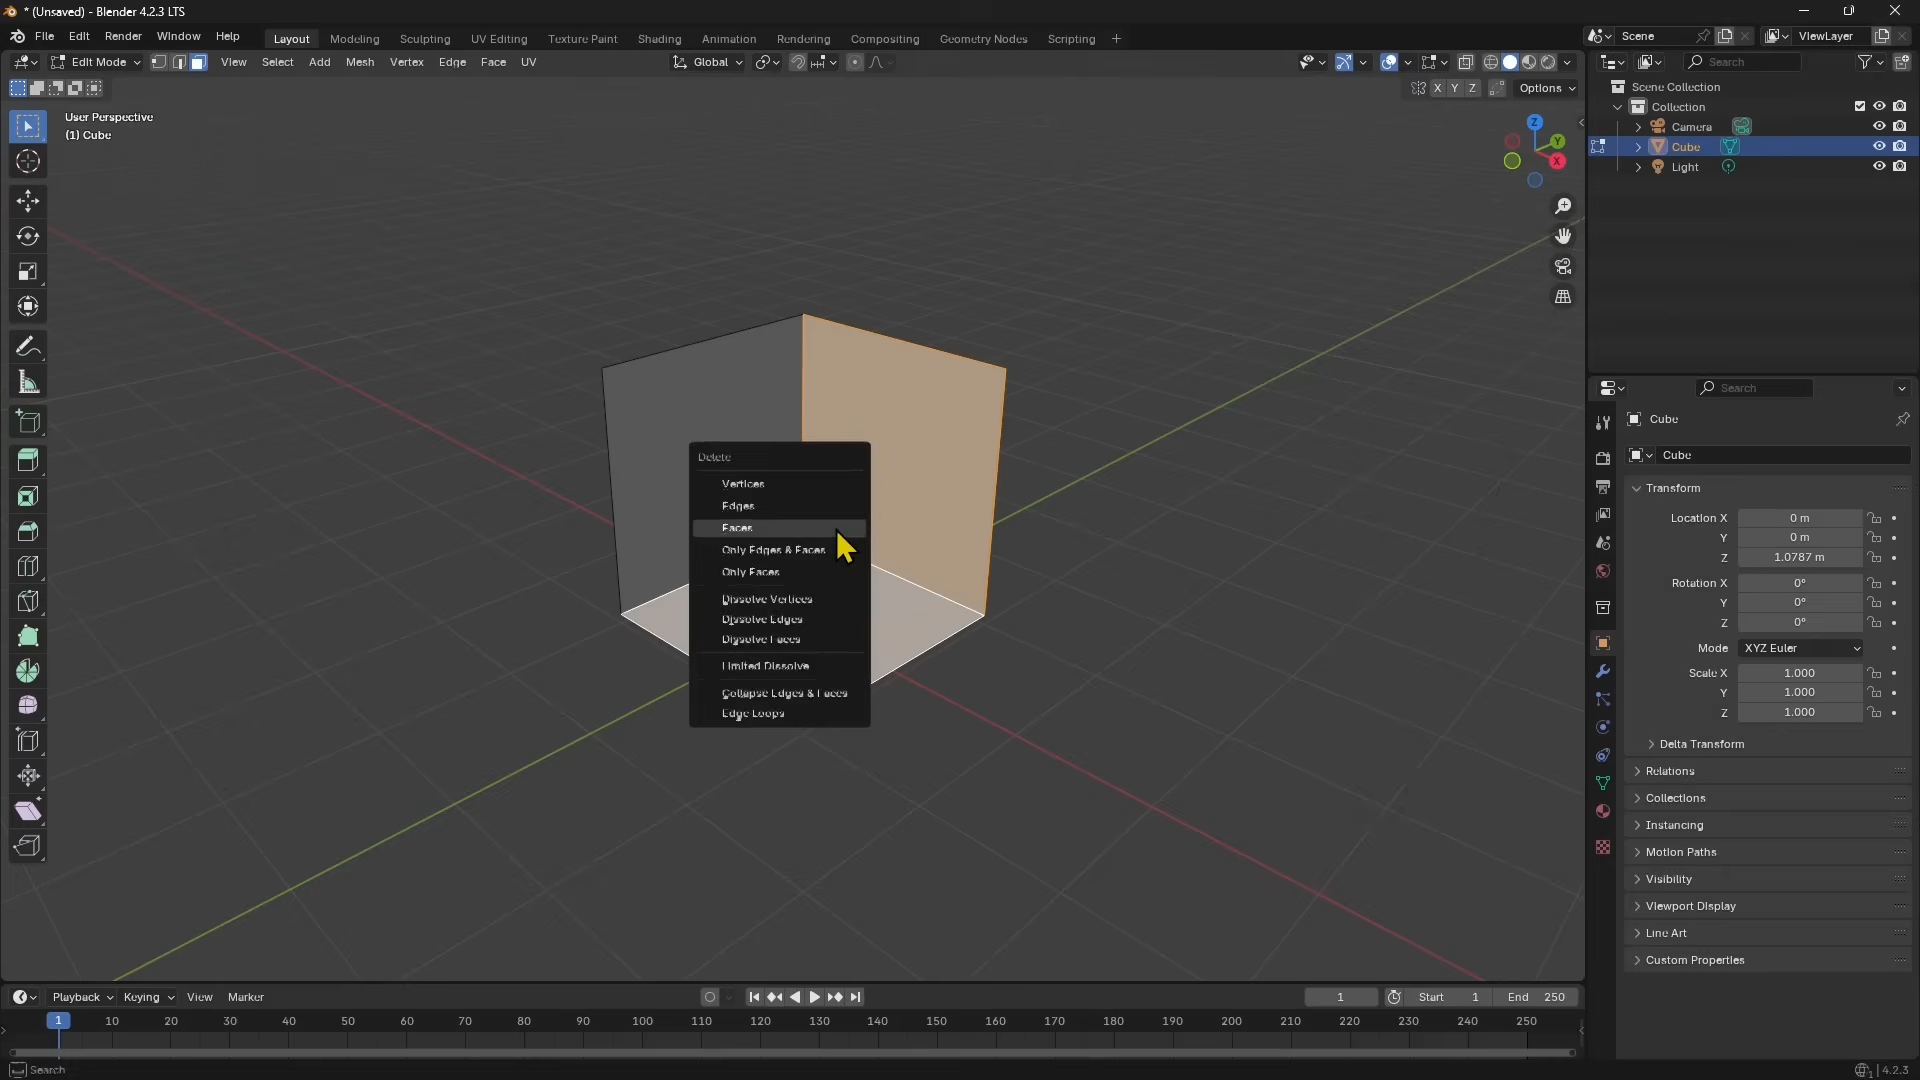 * (Unsaved) - Blender 4.2.3 LTS
File Edit Render Window Help Layout Modeling Sculpting UV Editing Texture Paint Shading Animation Rendering Compositing Geometry Nodes Scripting + Scene ViewLayer
Edit Mode View Select Add Mesh Vertex Edge Face UV Global Search
X Y Z Options
User Perspective
(1) Cube
Z
Y
X
Scene Collection
Collection
Camera
Cube
Light
Search
Cube
Cube
Transform
Location X 0 m
Y 0 m
Z 1.0787 m
Rotation X 0°
Y 0°
Z 0°
Mode XYZ Euler
Scale X 1.000
Y 1.000
Z 1.000
Delta Transform
Relations
Collections
Instancing
Motion Paths
Visibility
Viewport Display
Line Art
Custom Properties
Delete
Vertices
Edges
Faces
Only Edges & Faces
Only Faces
Dissolve Vertices
Dissolve Edges
Dissolve Faces
Limited Dissolve
Collapse Edges & Faces
Edge Loops
Playback Keying View Marker 1 Start 1 End 250
1 10 20 30 40 50 60 70 80 90 100 110 120 130 140 150 160 170 180 190 200 210 220 230 240 250
Search 4.2.3